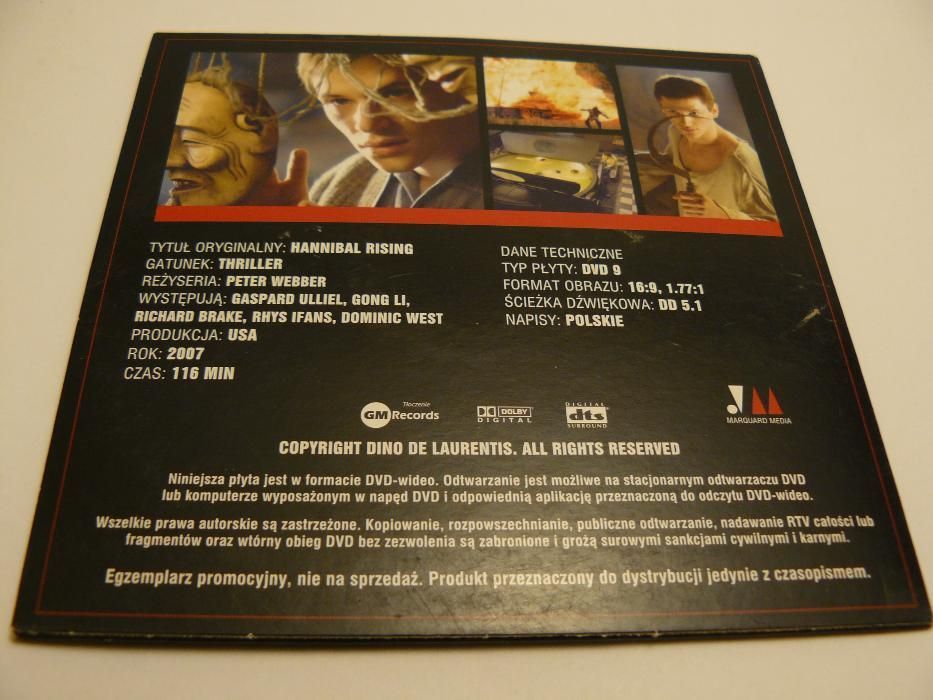 TYTUŁ ORYGINALNY: HANNIBAL RISING
GATUNEK: THRILLER
REŻYSERIA: PETER WEBBER
WYSTĘPUJĄ: GASPARD ULLIEL, GONG LI,
RICHARD BRAKE, RHYS IFANS, DOMINIC WEST
PRODUKCJA: USA
ROK: 2007
CZAS: 116 MIN
DANE TECHNICZNE
TYP PŁYTY: DVD 9
FORMAT OBRAZU: 16:9, 1.77:1
ŚCIEŻKA DŹWIĘKOWA: DD 5.1
NAPISY: POLSKIE
Tłoczenie
GM Records
DOLBY
DIGITAL
DIGITAL
dts
SURROUND
MARQUARD MEDIA
COPYRIGHT DINO DE LAURENTIS. ALL RIGHTS RESERVED
Niniejsza płyta jest w formacie DVD-wideo. Odtwarzanie jest możliwe na stacjonarnym odtwarzaczu DVD
lub komputerze wyposażonym w napęd DVD i odpowiednią aplikację przeznaczoną do odczytu DVD-wideo.
Wszelkie prawa autorskie są zastrzeżone. Kopiowanie, rozpowszechnianie, publiczne odtwarzanie, nadawanie RTV całości lub
fragmentów oraz wtórny obieg DVD bez zezwolenia są zabronione i grożą surowymi sankcjami cywilnymi i karnymi.
Egzemplarz promocyjny, nie na sprzedaż. Produkt przeznaczony do dystrybucji jedynie z czasopismem.